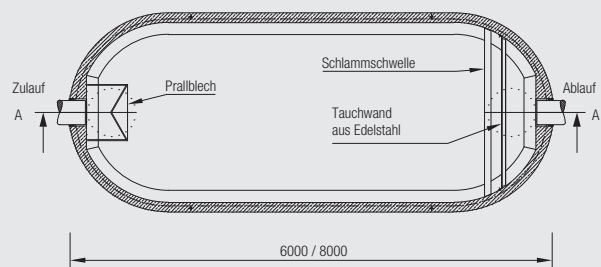 Zulauf
A
Prallblech
Schlammschwelle
Tauchwand
aus Edelstahl
Ablauf
A
6000 / 8000